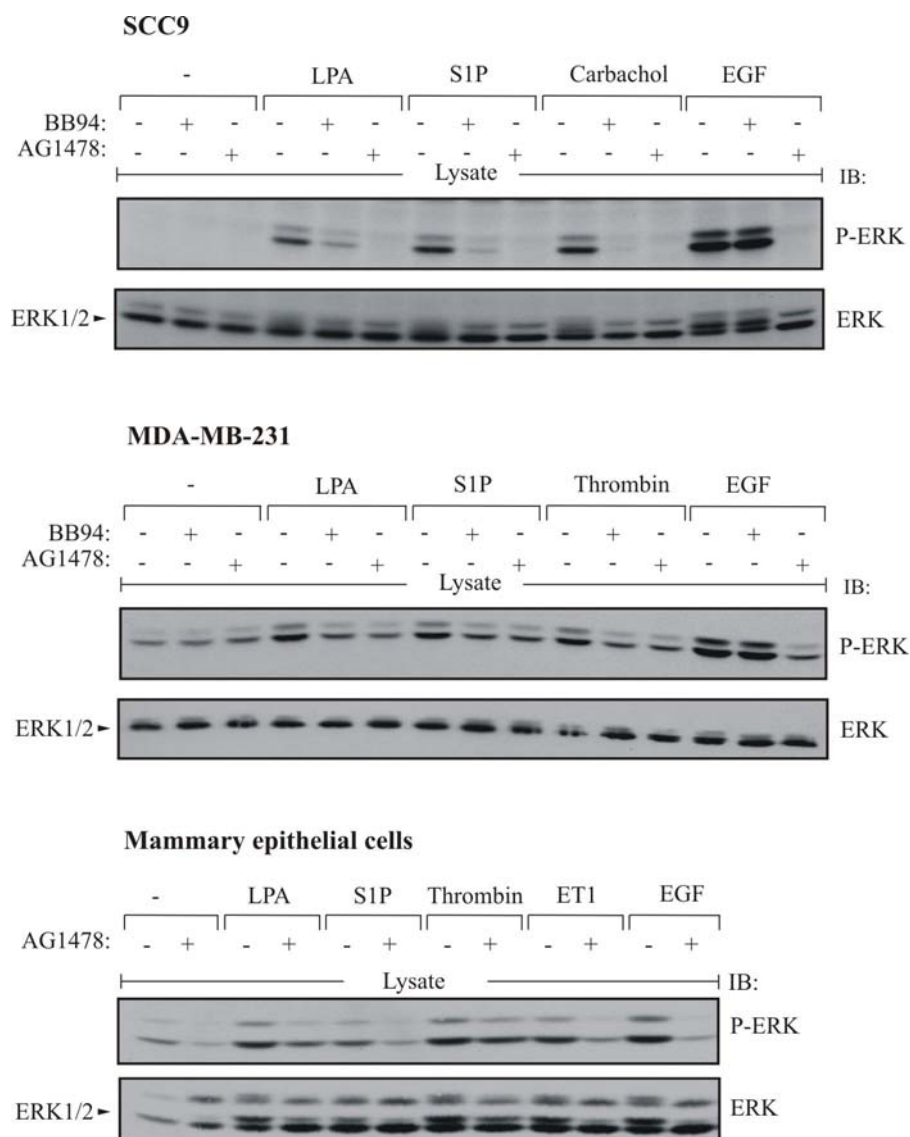 SCC9
- LPA S1P Carbachol EGF
BB94: - + - - + - - + - - + - - + -
AG1478: - - + - - + - - + - - + - - +
Lysate IB:
P-ERK
ERK1/2 ERK
MDA-MB-231
- LPA S1P Thrombin EGF
BB94: - + - - + - - + - - + - - + -
AG1478: - - + - - + - - + - - + - - +
Lysate IB:
P-ERK
ERK1/2 ERK
Mammary epithelial cells
- LPA S1P Thrombin ET1 EGF
AG1478: - + - + - + - + - + - +
Lysate IB:
P-ERK
ERK1/2 ERK